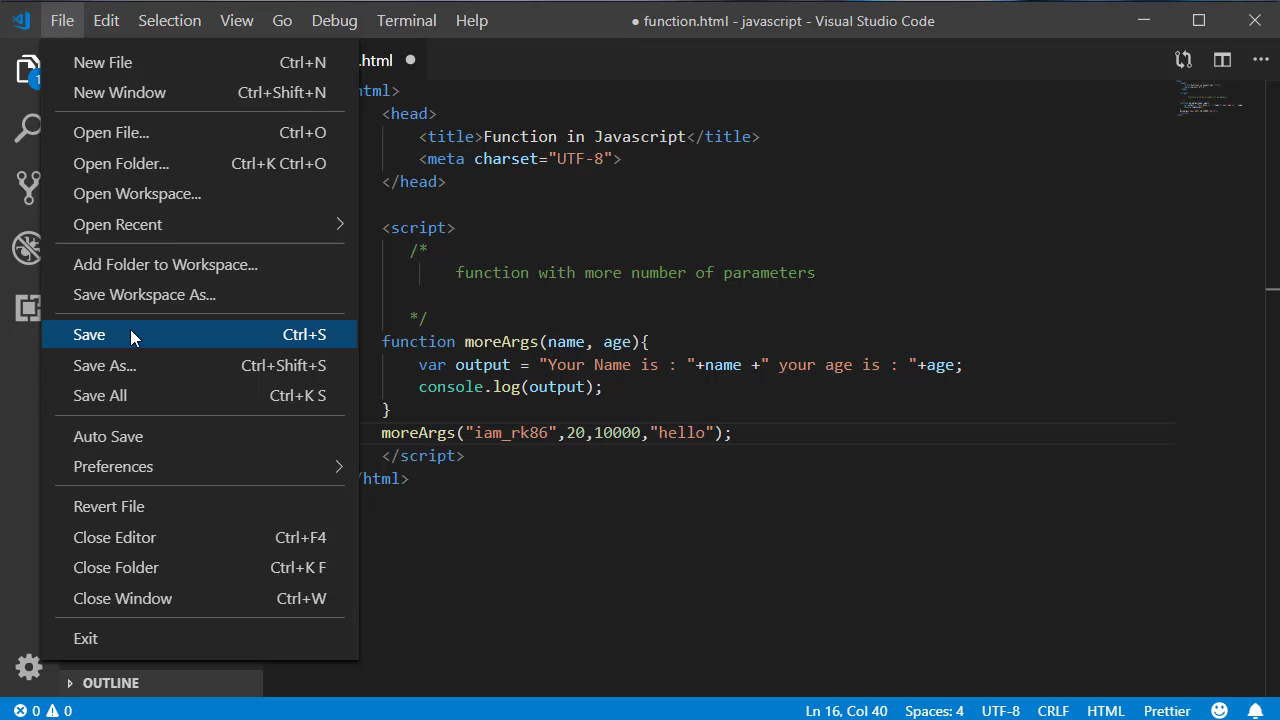 File Edit Selection View Go Debug Terminal Help ● function.html - javascript - Visual Studio Code
.html ●
New File Ctrl+N
New Window Ctrl+Shift+N
Open File... Ctrl+O
Open Folder... Ctrl+K Ctrl+O
Open Workspace...
Open Recent
Add Folder to Workspace...
Save Workspace As...
Save Ctrl+S
Save As... Ctrl+Shift+S
Save All Ctrl+K S
Auto Save
Preferences
Revert File
Close Editor Ctrl+F4
Close Folder Ctrl+K F
Close Window Ctrl+W
Exit
1
OUTLINE
html>
<head>
<title>Function in Javascript</title>
<meta charset="UTF-8">
</head>
<script>
/*
function with more number of parameters
*/
function moreArgs(name, age){
var output = "Your Name is : "+name +" your age is : "+age;
console.log(output);
}
moreArgs("iam_rk86",20,10000,"hello");
</script>
/html>
0 0 Ln 16, Col 40 Spaces: 4 UTF-8 CRLF HTML Prettier